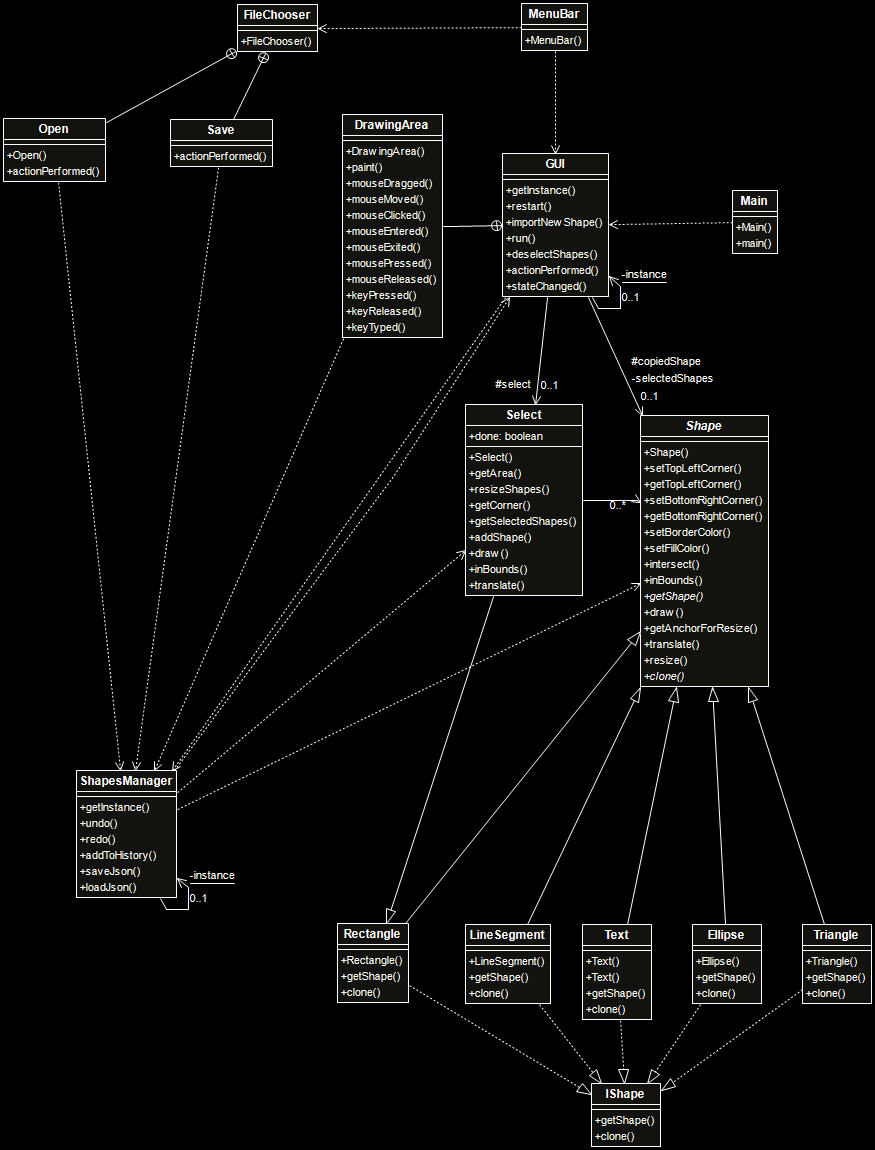 FileChooser
+FileChooser()
MenuBar
+MenuBar()
Open
+Open()
+actionPerformed()
Save
+actionPerformed()
DrawingArea
+DrawingArea()
+paint()
+mouseDragged()
+mouseMoved()
+mouseClicked()
+mouseEntered()
+mouseExited()
+mousePressed()
+mouseReleased()
+keyPressed()
+keyReleased()
+keyTyped()
GUI
+getInstance()
+restart()
+importNewShape()
+run()
+deselectShapes()
+actionPerformed()
+stateChanged()
Main
+Main()
+main()
-instance
0..1
#select
0..1
#copiedShape
-selectedShapes
0..1
Select
+done: boolean
+Select()
+getArea()
+resizeShapes()
+getCorner()
+getSelectedShapes()
+addShape()
+draw()
+inBounds()
+translate()
0..*
Shape
+Shape()
+setTopLeftCorner()
+getTopLeftCorner()
+setBottomRightCorner()
+getBottomRightCorner()
+setBorderColor()
+setFillColor()
+intersect()
+inBounds()
+getShape()
+draw()
+getAnchorForResize()
+translate()
+resize()
+clone()
ShapesManager
+getInstance()
+undo()
+redo()
+addToHistory()
+saveJson()
+loadJson()
-instance
0..1
Rectangle
+Rectangle()
+getShape()
+clone()
LineSegment
+LineSegment()
+getShape()
+clone()
Text
+Text()
+Text()
+getShape()
+clone()
Ellipse
+Ellipse()
+getShape()
+clone()
Triangle
+Triangle()
+getShape()
+clone()
IShape
+getShape()
+clone()